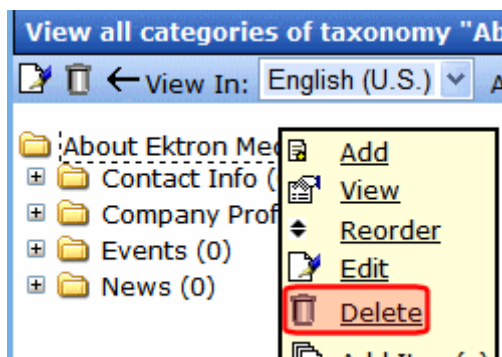 View all categories of taxonomy "Ab
View In: English (U.S.) A
About Ektron Med
Contact Info (
Company Prof
Events (0)
News (0)
Add
View
Reorder
Edit
Delete